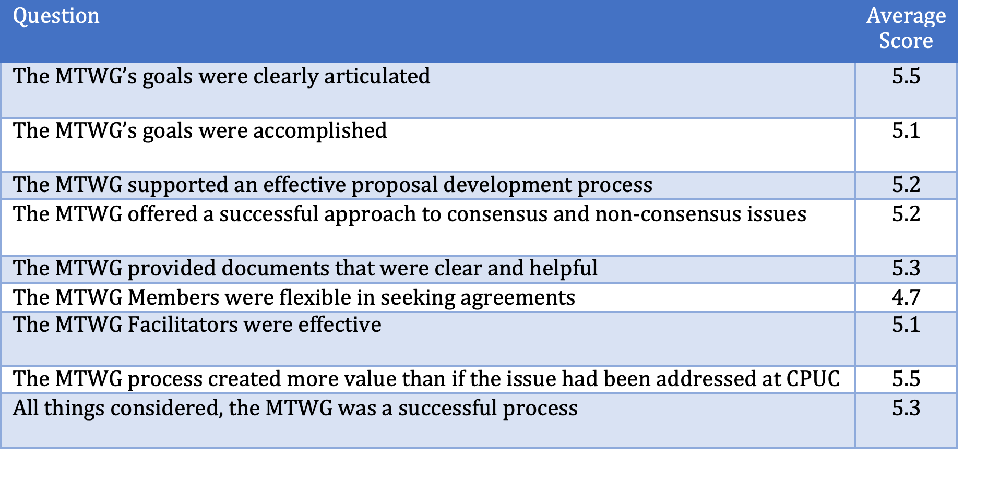 Question
Average
Score
The MTWG’s goals were clearly articulated
5.5
The MTWG’s goals were accomplished
5.1
The MTWG supported an effective proposal development process
5.2
The MTWG offered a successful approach to consensus and non-consensus issues
5.2
The MTWG provided documents that were clear and helpful
5.3
The MTWG Members were flexible in seeking agreements
4.7
The MTWG Facilitators were effective
5.1
The MTWG process created more value than if the issue had been addressed at CPUC
5.5
All things considered, the MTWG was a successful process
5.3